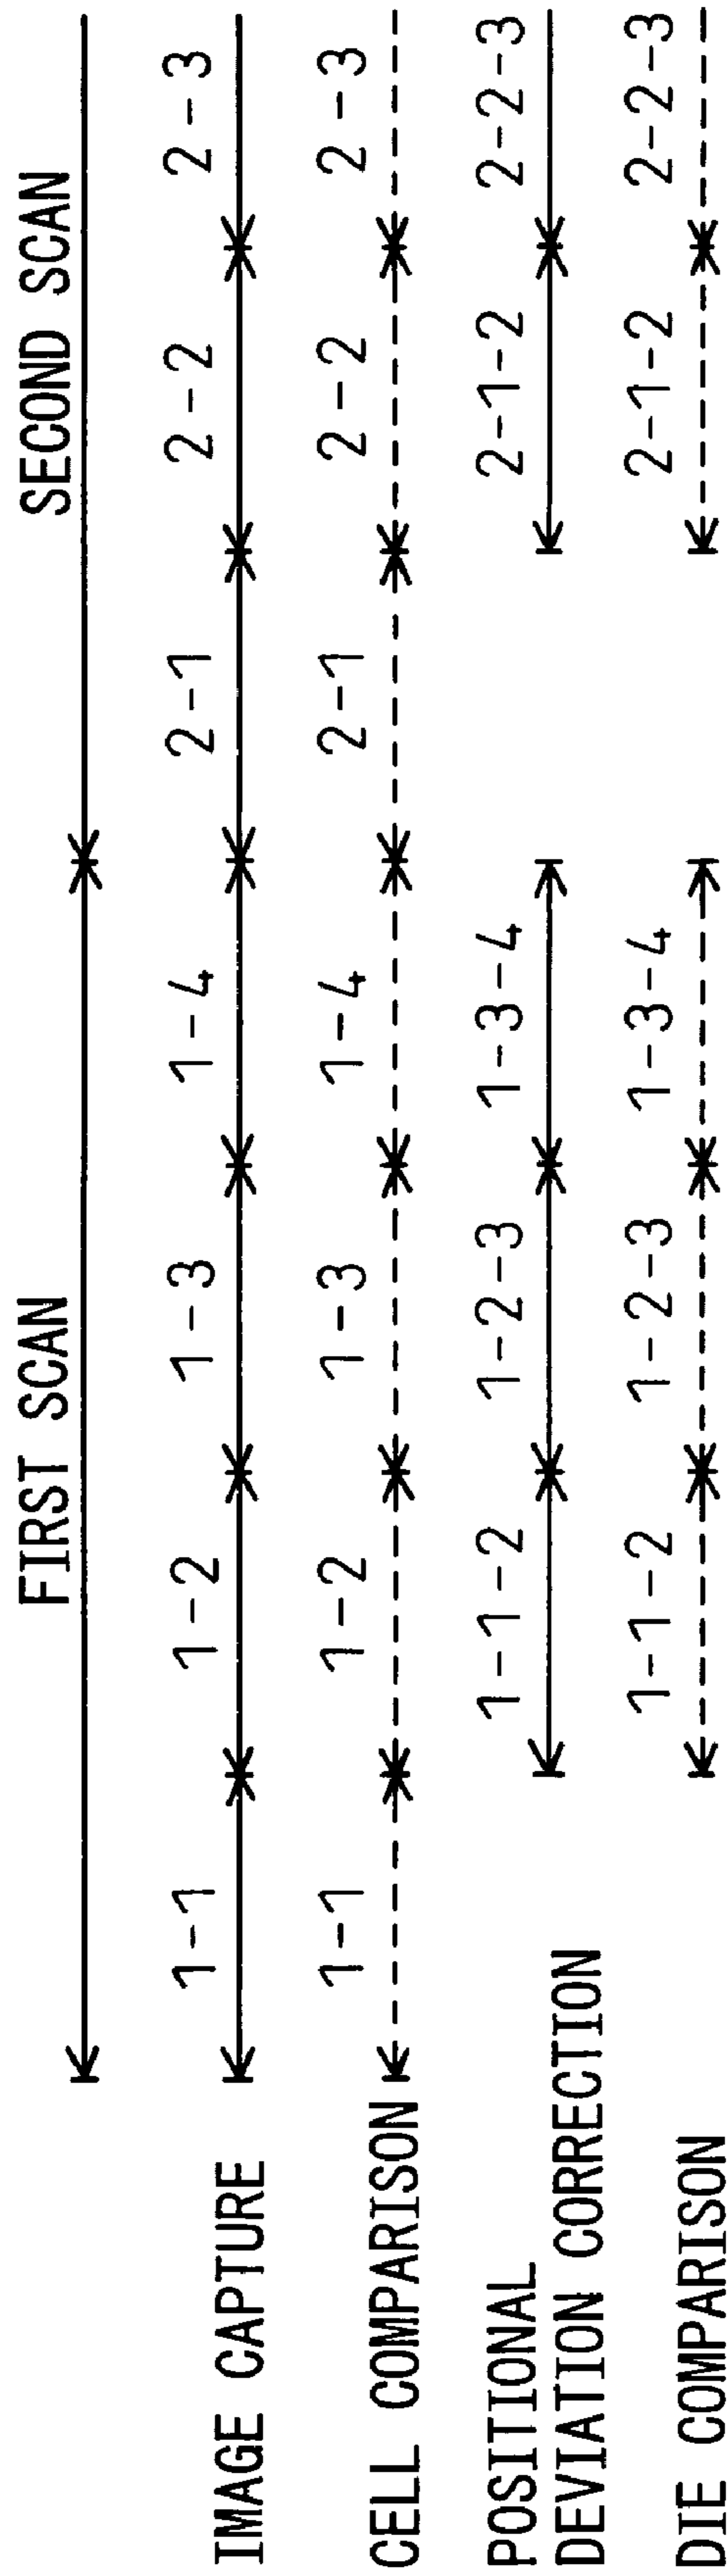 FIRST SCAN SECOND SCAN
IMAGE CAPTURE 1-1 1-2 1-3 1-4 2-1 2-2 2-3
CELL COMPARISON 1-1 1-2 1-3 1-4 2-1 2-2 2-3
POSITIONAL
DEVIATION CORRECTION 1-1-2 1-2-3 1-3-4 2-1-2 2-2-3
DIE COMPARISON 1-1-2 1-2-3 1-3-4 2-1-2 2-2-3